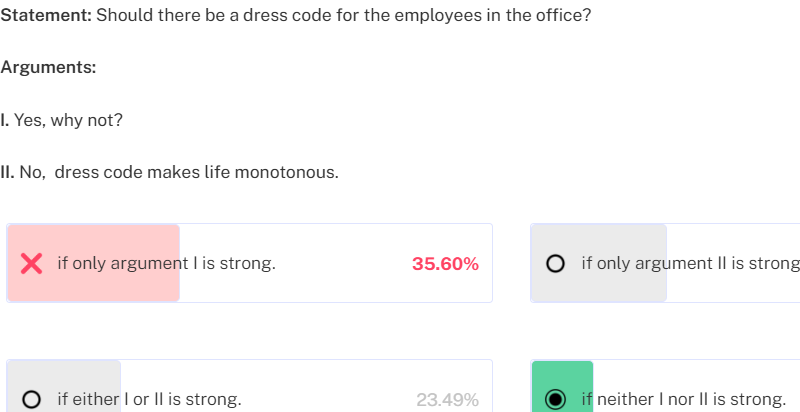 Statement: Should there be a dress code for the employees in the office?
Arguments:
I. Yes, why not?
II. No, dress code makes life monotonous.
if only argument I is strong. 35.60%
if only argument II is strong
if either I or II is strong. 23.49%
if neither I nor II is strong.